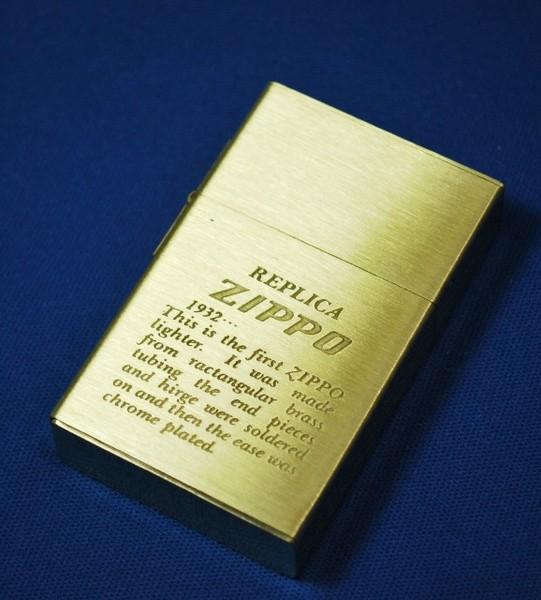 REPLICA
ZIPPO
1932...
This is the first ZIPPO
lighter. It was made
from ractangular brass
tubing the end pieces
and hinge were soldered
on and then the ease was
chrome plated.